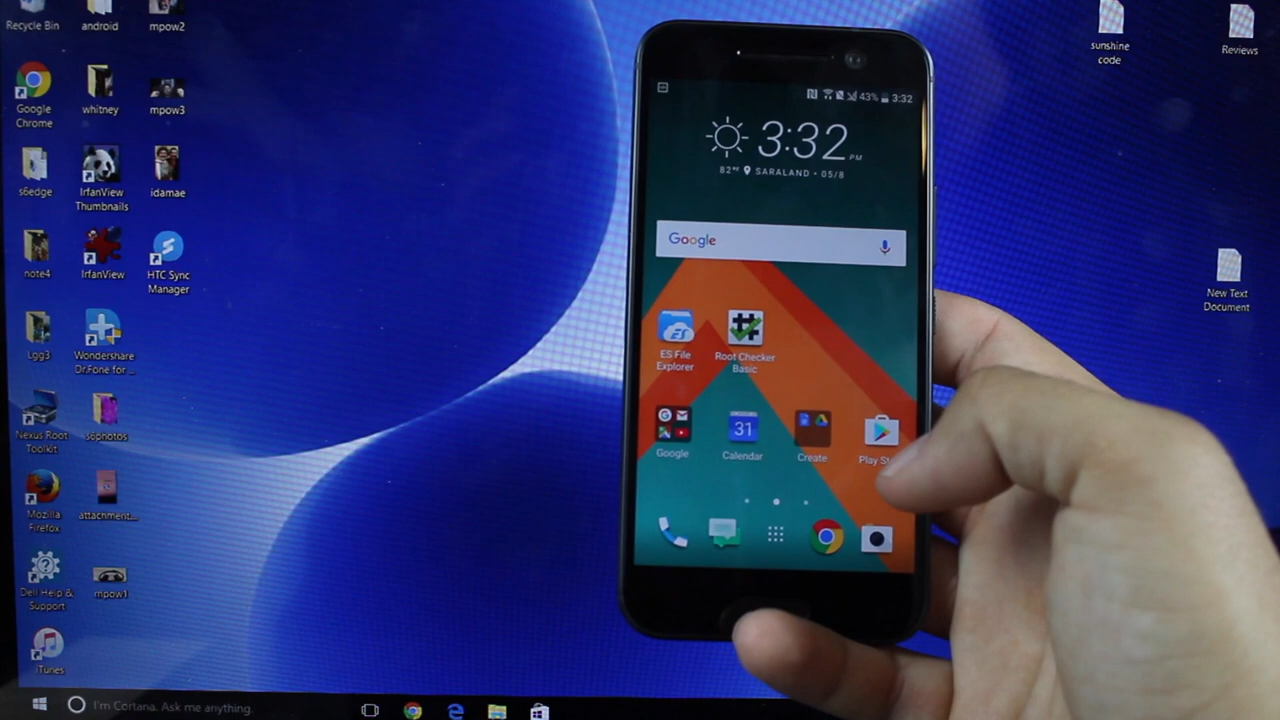 Recycle Bin
android
mpow2
Google
Chrome
whitney
mpow3
s6edge
IrfanView
Thumbnails
idamae
note4
IrfanView
HTC Sync
Manager
Lgg3
Wondershare
Dr.Fone for ...
Nexus Root
Toolkit
s6photos
Mozilla
Firefox
attachment...
Dell Help &
Support
mpow1
iTunes
I'm Cortana. Ask me anything.
sunshine
code
Reviews
New Text
Document
43% 3:32
3:32 PM
82°F SARALAND • 05/8
Google
ES File
Explorer
Root Checker
Basic
31
Google
Calendar
Create
Play St